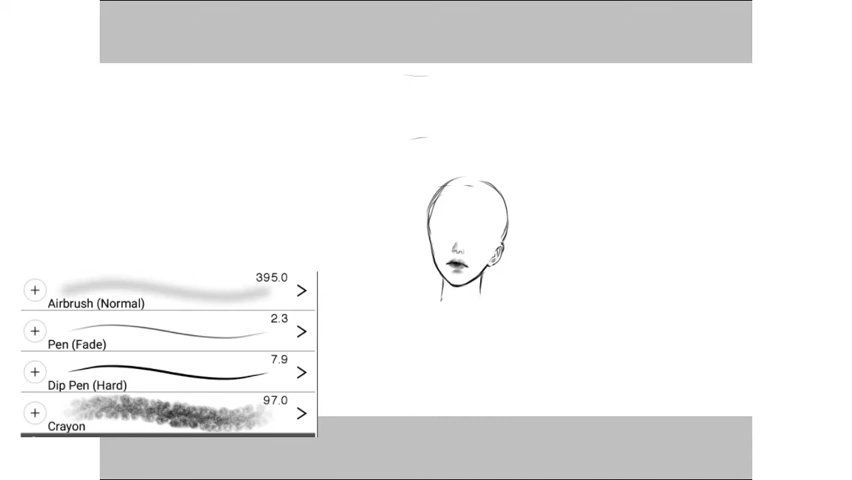 395.0
Airbrush (Normal)
2.3
Pen (Fade)
7.9
Dip Pen (Hard)
97.0
Crayon